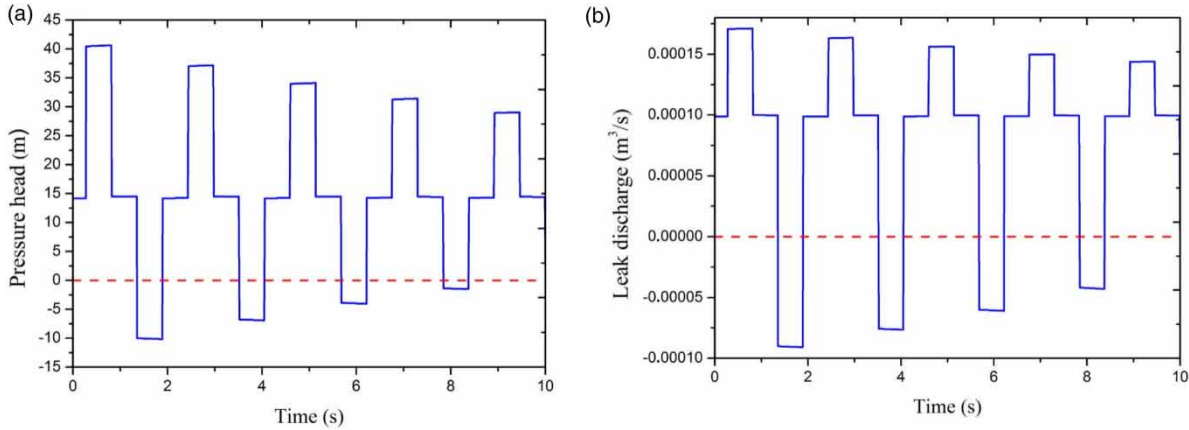 (a)
Pressure head (m)
45
40
35
30
25
20
15
10
5
0
-5
-10
-15
0 2 4 6 8 10
Time (s)
(b)
Leak discharge (m³/s)
0.00015
0.00010
0.00005
0.00000
-0.00005
-0.00010
0 2 4 6 8 10
Time (s)